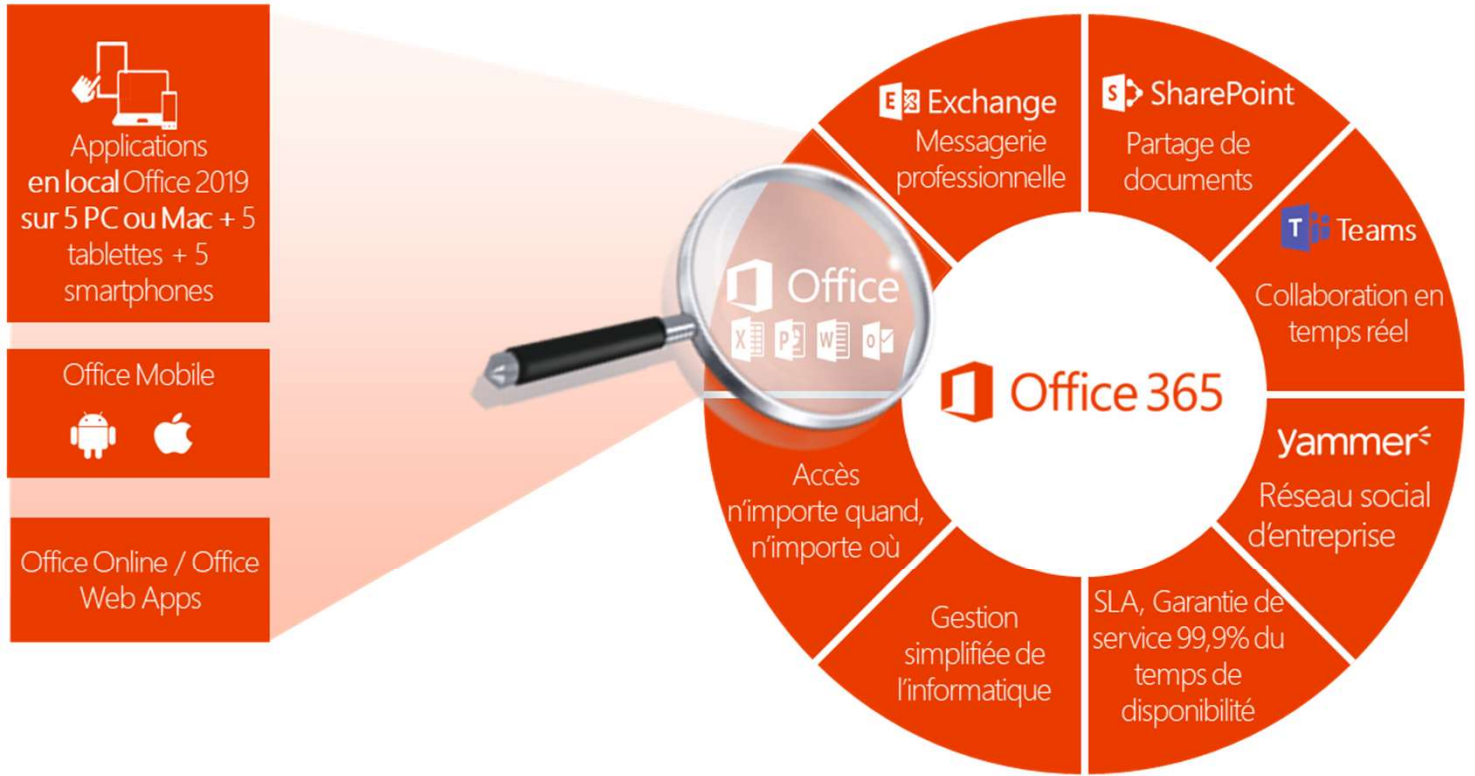 Applications
en local Office 2019
sur 5 PC ou Mac + 5
tablettes + 5
smartphones
Office Mobile
Office Online / Office
Web Apps
E Exchange
Messagerie
professionnelle
S SharePoint
Partage de
documents
T Teams
Collaboration en
temps réel
yammer
Réseau social
d'entreprise
SLA, Garantie de
service 99,9% du
temps de
disponibilité
Gestion
simplifiée de
l'informatique
Accès
n'importe quand,
n'importe où
Office
X P W O
Office 365